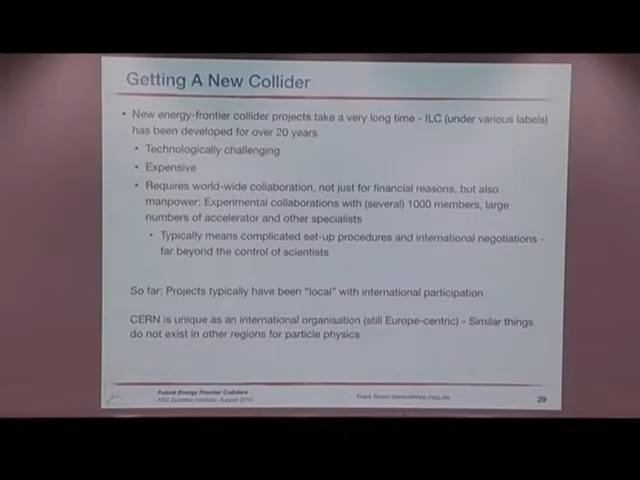 Getting A New Collider
• New energy-frontier collider projects take a very long time - ILC (under various labels)
has been developed for over 20 years
• Technologically challenging
• Expensive
• Requires world-wide collaboration, not just for financial reasons, but also
manpower: Experimental collaborations with (several) 1000 members, large
numbers of accelerator and other specialists
• Typically means complicated set-up procedures and international negotiations -
far beyond the control of scientists
So far: Projects typically have been "local" with international participation
CERN is unique as an international organisation (still Europe-centric) - Similar things
do not exist in other regions for particle physics
Future Energy Frontier Colliders
Summer Institute, August 2014
Frank
29